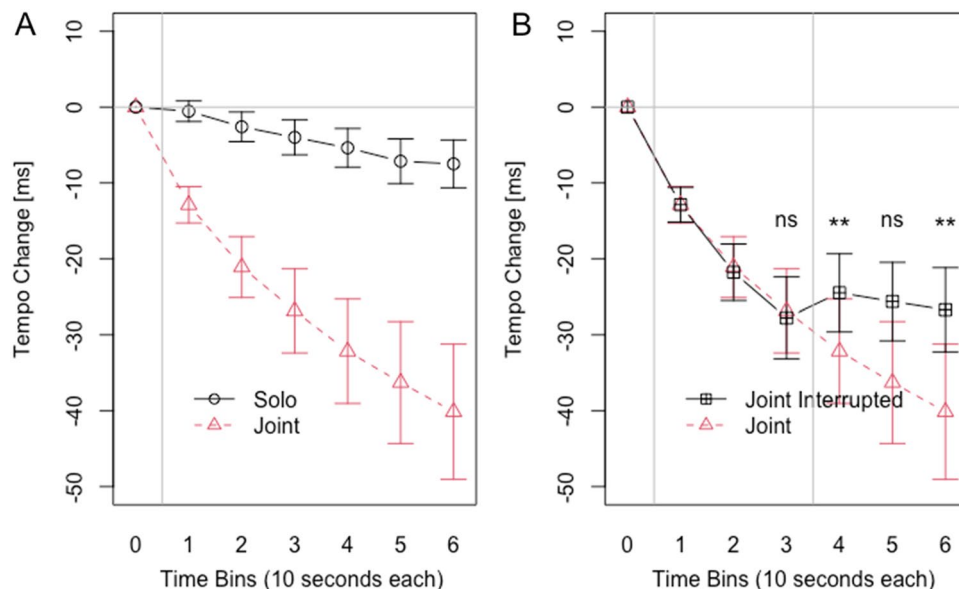 A
B
Tempo Change [ms]
10
0
-10
-20
-30
-40
-50
Solo
Joint
0 1 2 3 4 5 6
Time Bins (10 seconds each)
Tempo Change [ms]
10
0
-10
-20
-30
-40
-50
ns ** ns **
Joint Interrupted
Joint
0 1 2 3 4 5 6
Time Bins (10 seconds each)